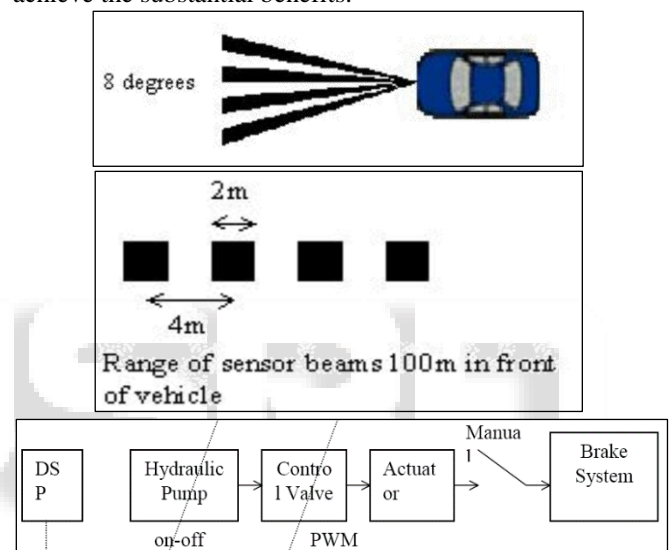 achieve the substantial benefits.
8 degrees
2m
4m
Range of sensor beams 100m in front
of vehicle
Manua
l
DS
P
Hydraulic
Pump
Contro
l Valve
Actuat
or
Brake
System
on-off
PWM